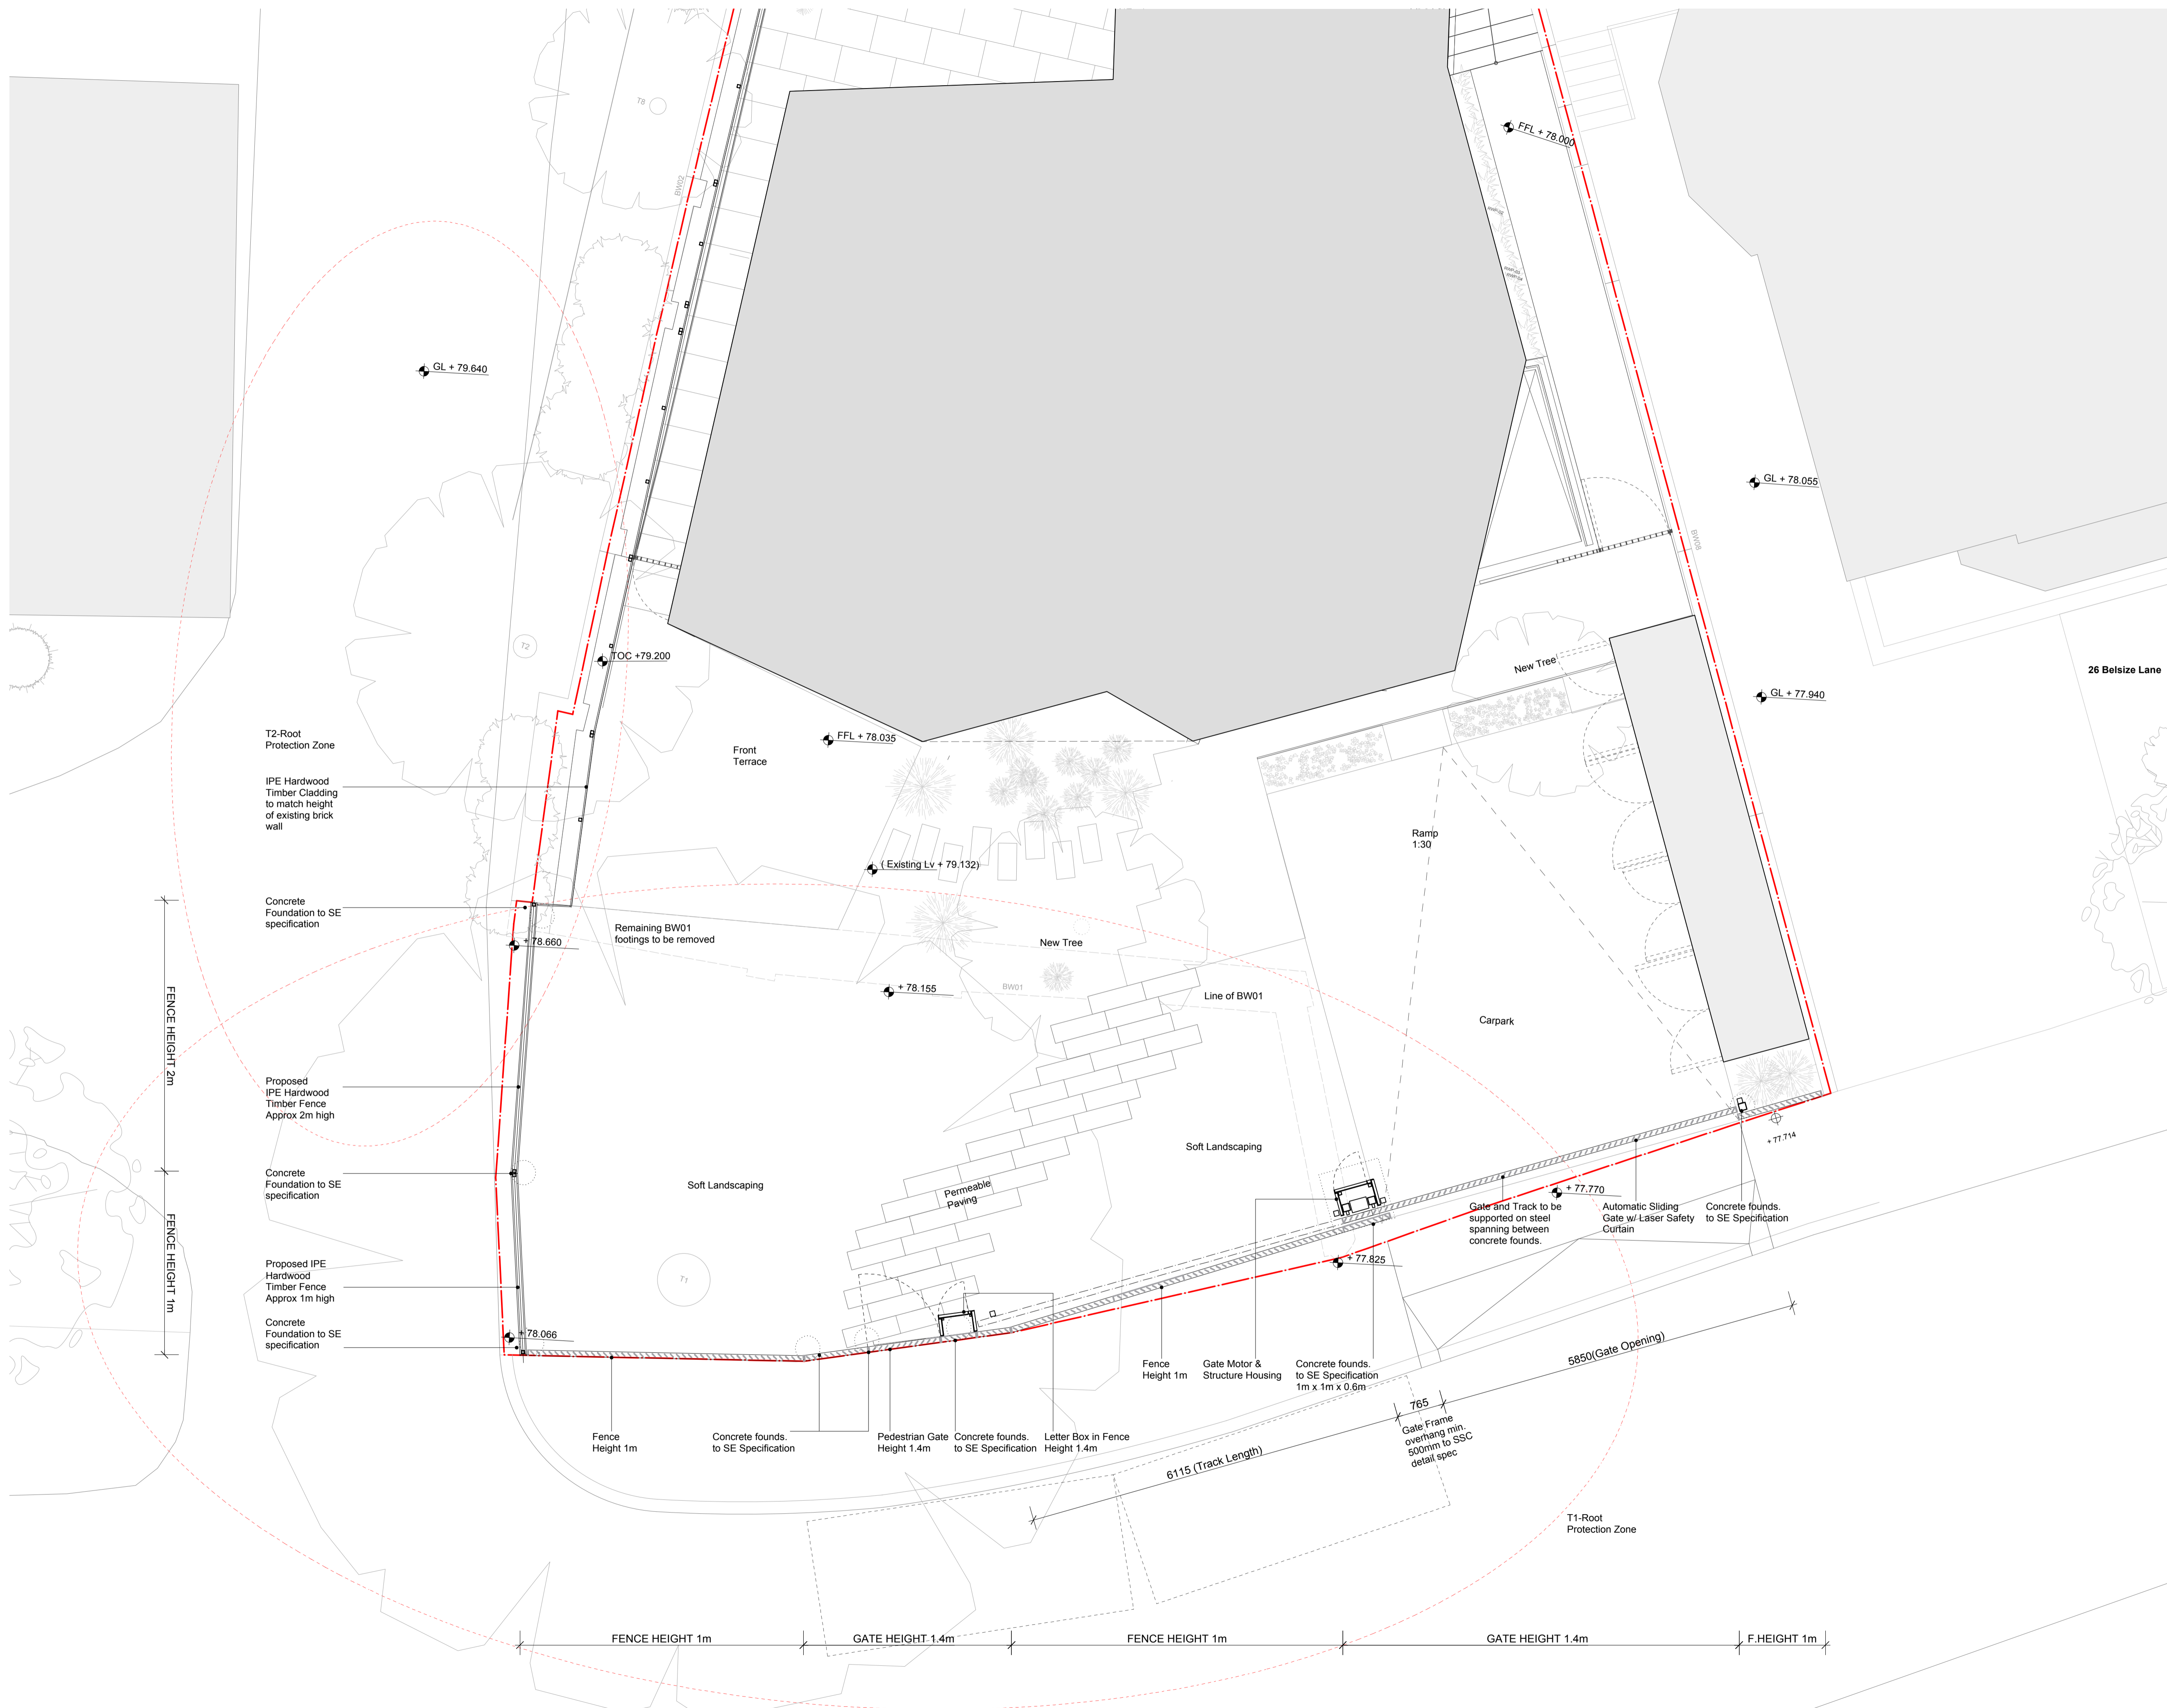 T8
BW02
FFL + 78.000
GL + 79.640
GL + 78.055
BW08
T2
TOC +79.200
New Tree
26 Belsize Lane
GL + 77.940
T2-Root
Protection Zone
FFL + 78.035
Front
Terrace
IPE Hardwood
Timber Cladding
to match height
of existing brick
wall
Ramp
1:30
( Existing Lv + 79.132)
Concrete
Foundation to SE
specification
Remaining BW01
footings to be removed
+ 78.660
New Tree
+ 78.155
BW01
Line of BW01
Carpark
FENCE HEIGHT 2m
Proposed
IPE Hardwood
Timber Fence
Approx 2m high
+ 77.714
Soft Landscaping
Concrete
Foundation to SE
specification
Soft Landscaping
Permeable
Paving
+ 77.770
Gate and Track to be
supported on steel
spanning between
concrete founds.
Automatic Sliding
Gate w/ Laser Safety
Curtain
Concrete founds.
to SE Specification
FENCE HEIGHT 1m
Proposed IPE
Hardwood
Timber Fence
Approx 1m high
T1
+ 77.825
Concrete
Foundation to SE
specification
+ 78.066
5850(Gate Opening)
Fence
Height 1m
Gate Motor &
Structure Housing
Concrete founds.
to SE Specification
1m x 1m x 0.6m
765
Gate Frame
overhang min.
500mm to SSC
detail spec
Fence
Height 1m
Concrete founds.
to SE Specification
Pedestrian Gate
Height 1.4m
Concrete founds.
to SE Specification
Letter Box in Fence
Height 1.4m
6115 (Track Length)
T1-Root
Protection Zone
FENCE HEIGHT 1m
GATE HEIGHT 1.4m
FENCE HEIGHT 1m
GATE HEIGHT 1.4m
F.HEIGHT 1m